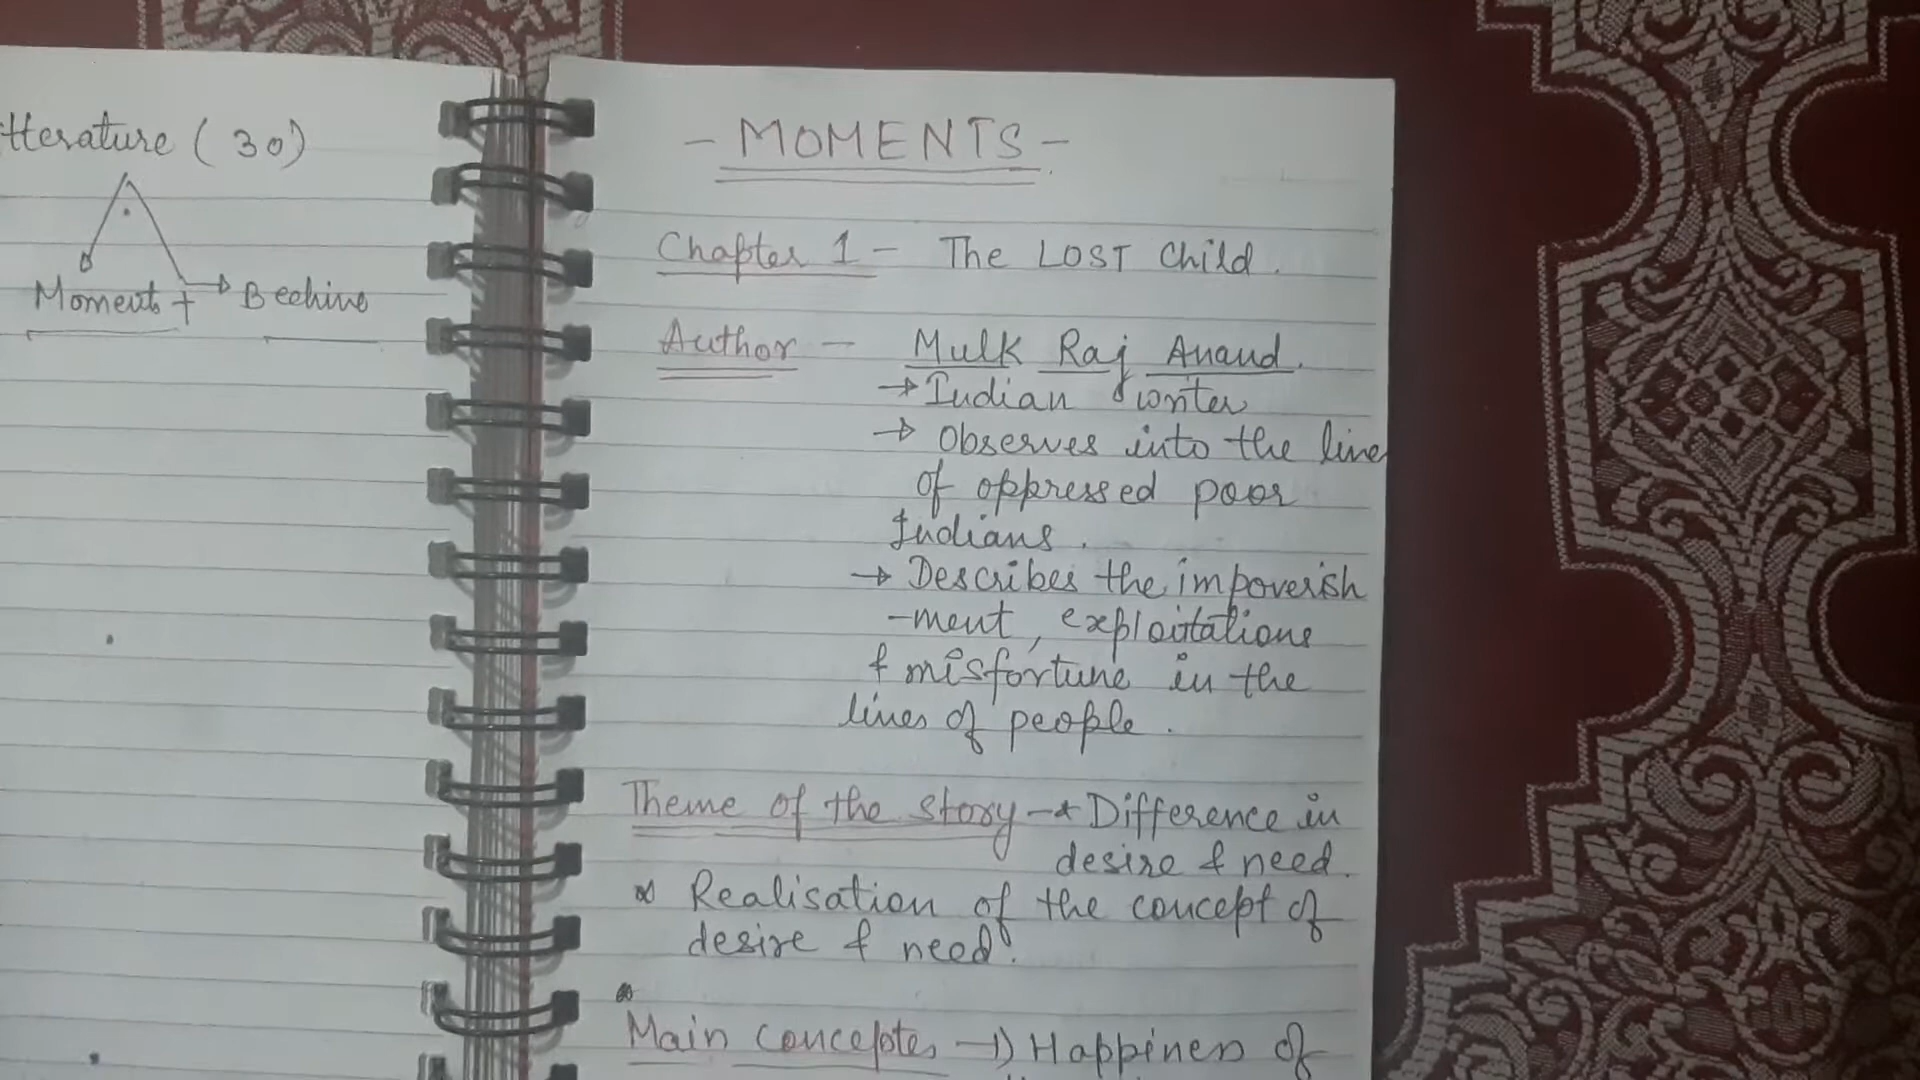 tterature (30)
Moment + Beehive
- MOMENTS -
Chapter 1 - The LOST Child.
Author - Mulk Raj Anand.
→ Indian writer
→ Observes into the lives
of oppressed poor
Indians.
→ Describes the impoverish
-ment, exploitations
& misfortune in the
lives of people.
Theme of the story - * Difference in
desire & need.
* Realisation of the concept of
desire & need.
Main concepts - 1) Happiness of